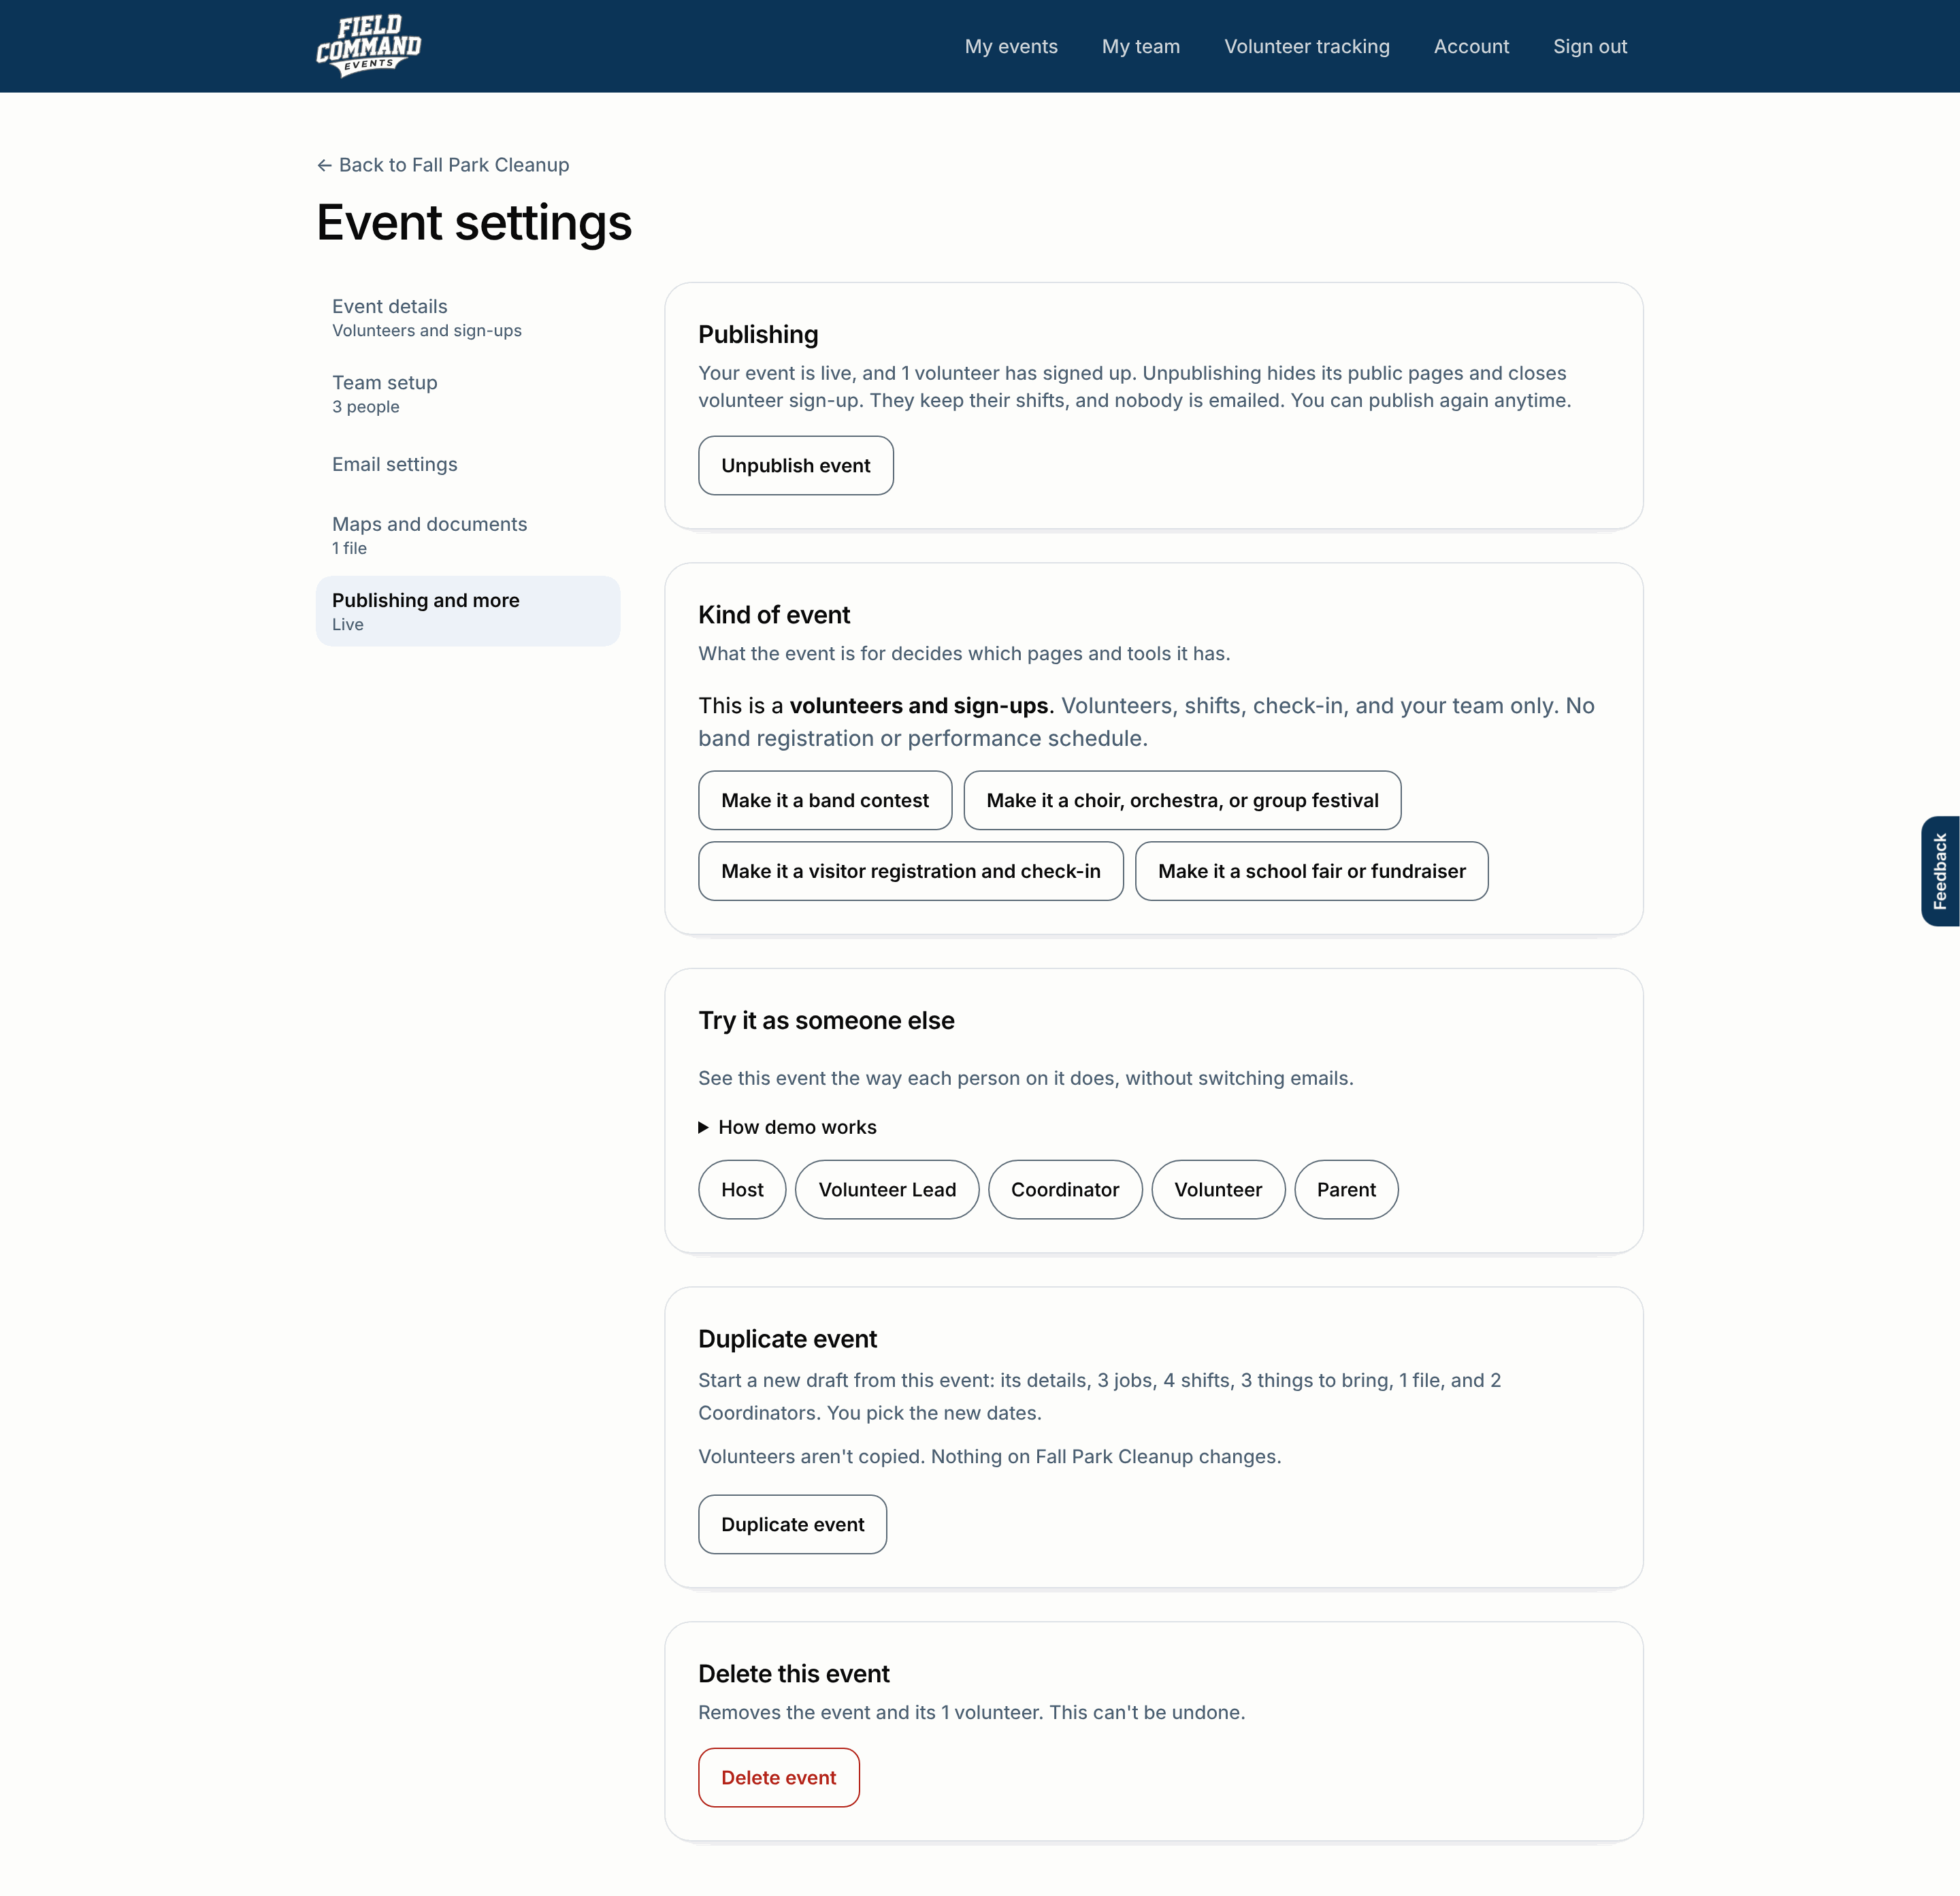 FIELD
COMMAND
EVENTS
My events
My team
Volunteer tracking
Account
Sign out
← Back to Fall Park Cleanup
Event settings
Event details
Volunteers and sign-ups
Team setup
3 people
Email settings
Maps and documents
1 file
Publishing and more
Live
Publishing
Your event is live, and 1 volunteer has signed up. Unpublishing hides its public pages and closes
volunteer sign-up. They keep their shifts, and nobody is emailed. You can publish again anytime.
Unpublish event
Kind of event
What the event is for decides which pages and tools it has.
This is a volunteers and sign-ups. Volunteers, shifts, check-in, and your team only. No
band registration or performance schedule.
Make it a band contest
Make it a choir, orchestra, or group festival
Make it a visitor registration and check-in
Make it a school fair or fundraiser
Feedback
Try it as someone else
See this event the way each person on it does, without switching emails.
▶ How demo works
Host
Volunteer Lead
Coordinator
Volunteer
Parent
Duplicate event
Start a new draft from this event: its details, 3 jobs, 4 shifts, 3 things to bring, 1 file, and 2
Coordinators. You pick the new dates.
Volunteers aren't copied. Nothing on Fall Park Cleanup changes.
Duplicate event
Delete this event
Removes the event and its 1 volunteer. This can't be undone.
Delete event